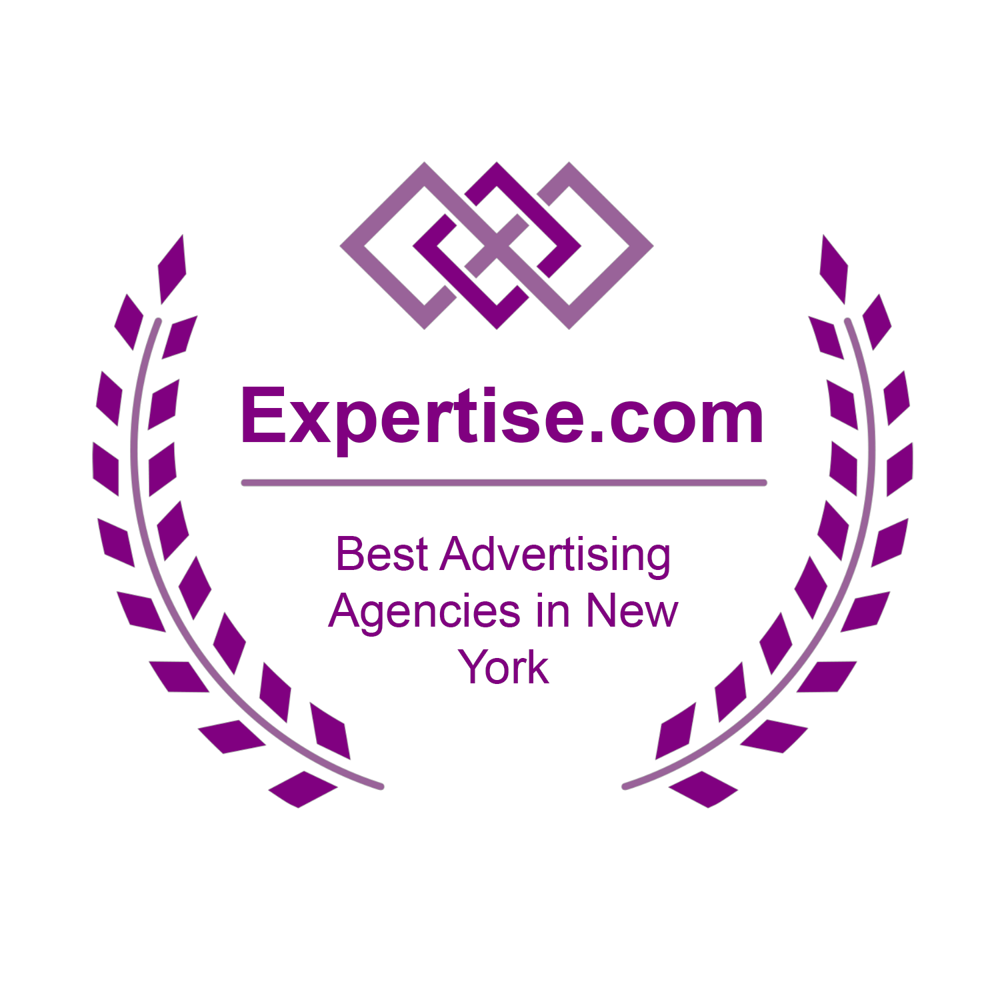 Expertise.com
Best Advertising
Agencies in New
York